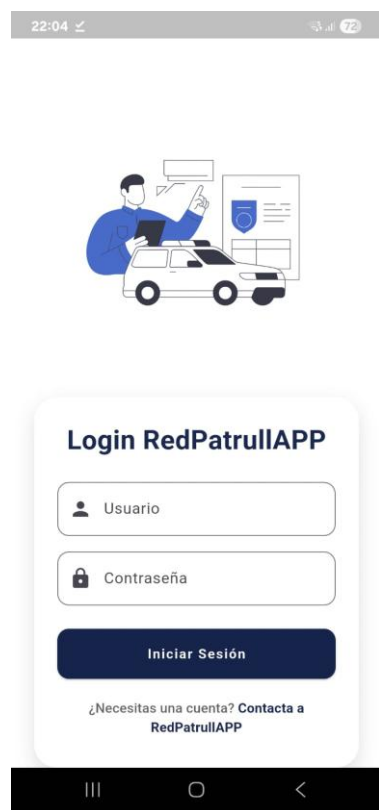 22:04
72
Login RedPatrullAPP
Usuario
Contraseña
Iniciar Sesión
¿Necesitas una cuenta? Contacta a
RedPatrullAPP